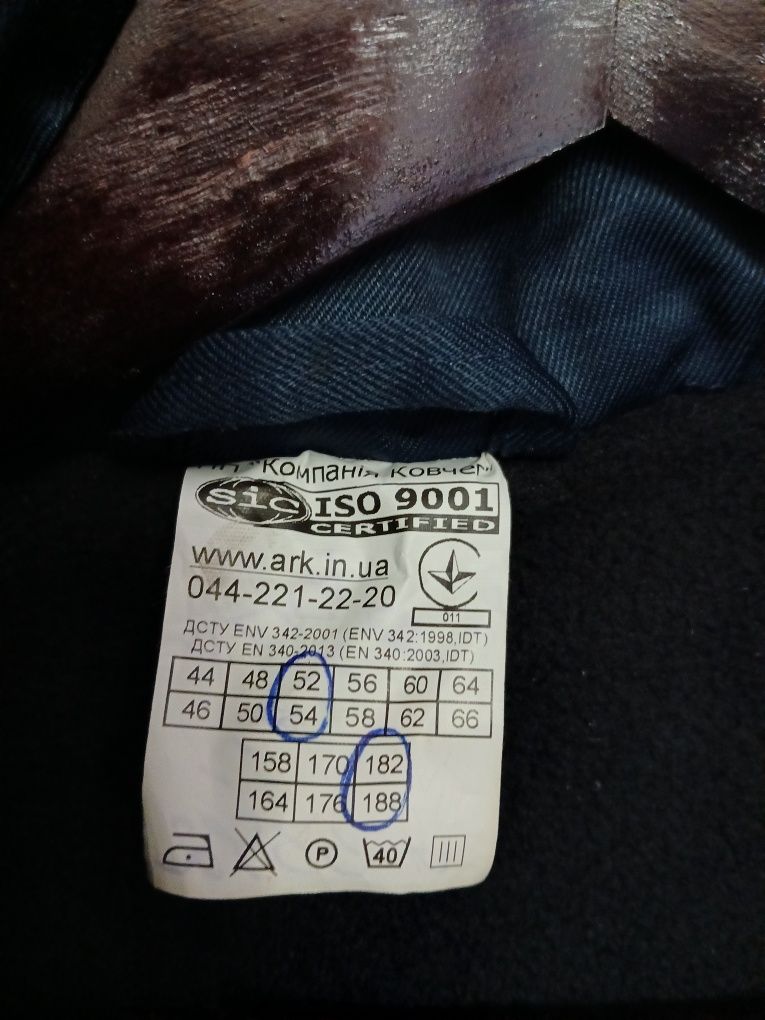 "Компанія Ковчег
sic ISO 9001
CERTIFIED
www.ark.in.ua
044-221-22-20
011
ДСТУ ENV 342-2001 (ENV 342:1998,IDT)
ДСТУ EN 340-2013 (EN 340:2003,IDT)
44 48 52 56 60 64
46 50 54 58 62 66
158 170 182
164 176 188
P 40